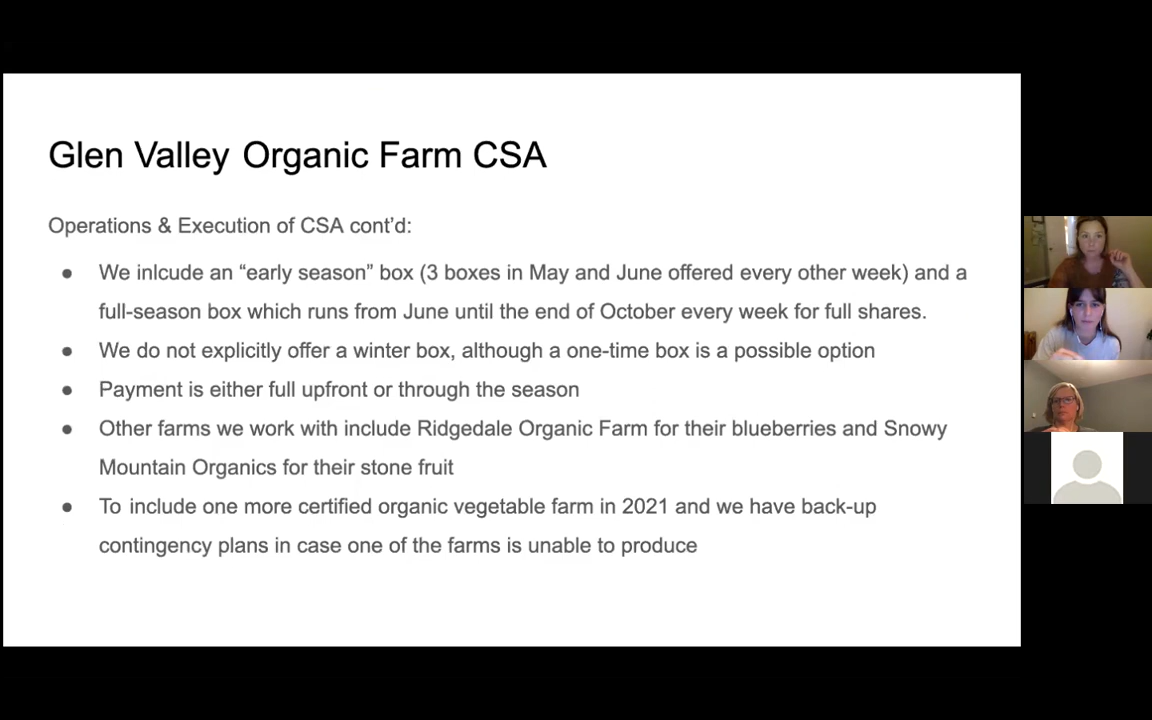 Glen Valley Organic Farm CSA
Operations & Execution of CSA cont’d:
● We inlcude an “early season” box (3 boxes in May and June offered every other week) and a
full-season box which runs from June until the end of October every week for full shares.
● We do not explicitly offer a winter box, although a one-time box is a possible option
● Payment is either full upfront or through the season
● Other farms we work with include Ridgedale Organic Farm for their blueberries and Snowy
Mountain Organics for their stone fruit
● To include one more certified organic vegetable farm in 2021 and we have back-up
contingency plans in case one of the farms is unable to produce